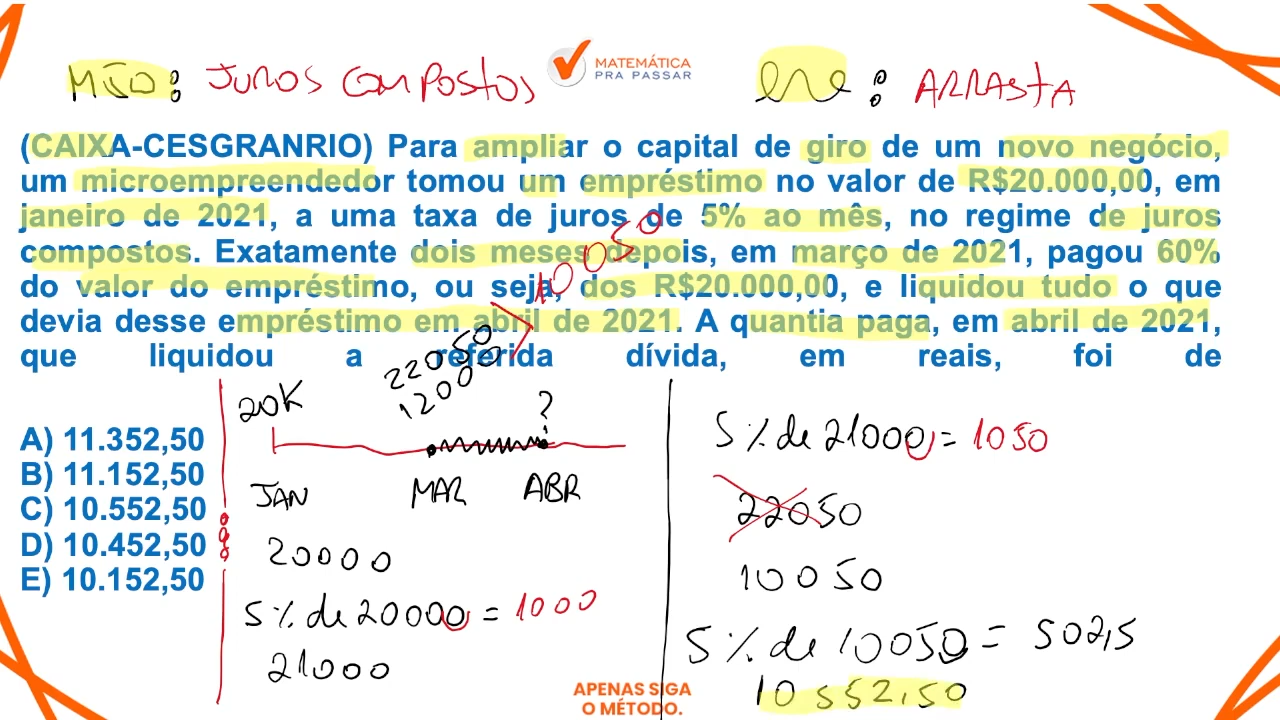 MJD: JUROS COMPOSTOS
MATEMÁTICA
PRA PASSAR
: ARRASTA
(CAIXA-CESGRANRIO) Para ampliar o capital de giro de um novo negócio,
um microempreendedor tomou um empréstimo no valor de R$20.000,00, em
janeiro de 2021, a uma taxa de juros de 5% ao mês, no regime de juros
compostos. Exatamente dois meses depois, em março de 2021, pagou 60%
do valor do empréstimo, ou seja, dos R$20.000,00, e liquidou tudo o que
devia desse empréstimo em abril de 2021. A quantia paga, em abril de 2021,
que liquidou a referida dívida, em reais, foi de
A) 11.352,50
B) 11.152,50
C) 10.552,50
D) 10.452,50
E) 10.152,50
22050
12000
10050
20K
?
JAN MAR ABR
20000
5% de 20000 = 1000
21000
5% de 21000 = 1050
22050
10050
5% de 10050 = 502,5
10552,50
APENAS SIGA
O MÉTODO.